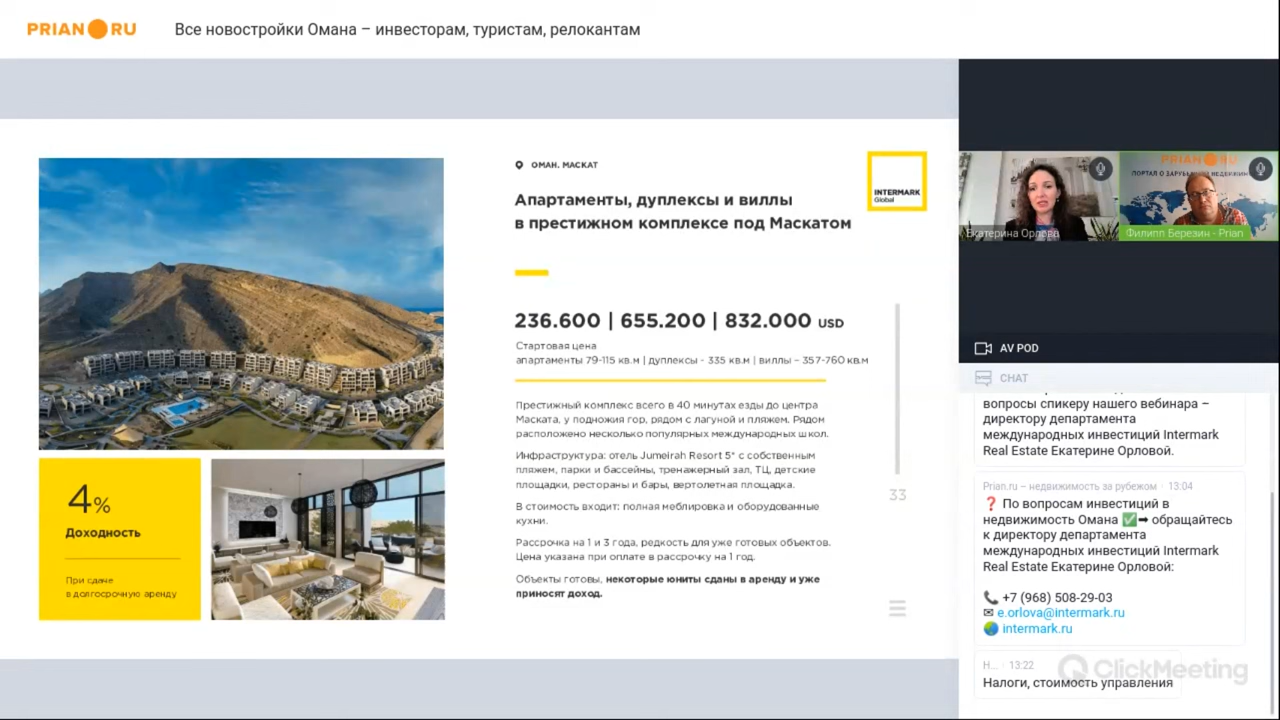 PRIAN RU
Все новостройки Омана – инвесторам, туристам, релокантам
ОМАН. МАСКАТ
Апартаменты, дуплексы и виллы
в престижном комплексе под Маскатом
INTERMARK
Global
236.600 | 655.200 | 832.000 USD
Стартовая цена
апартаменты 79-115 кв.м | дуплексы - 335 кв.м | виллы – 357-760 кв.м
Престижный комплекс всего в 40 минутах езды до центра
Маската, у подножия гор, рядом с лагуной и пляжем. Рядом
расположено несколько популярных международных школ.
Инфраструктура: отель Jumeirah Resort 5* с собственным
пляжем, парки и бассейны, тренажерный зал, ТЦ, детские
площадки, рестораны и бары, вертолетная площадка.
В стоимость входит: полная меблировка и оборудованные
кухни.
Рассрочка на 1 и 3 года, редкость для уже готовых объектов.
Цена указана при оплате в рассрочку на 1 год.
Объекты готовы, некоторые юниты сданы в аренду и уже
приносят доход.
33
4%
Доходность
При сдаче
в долгосрочную аренду
PRIAN RU
ПОРТАЛ О ЗАРУБЕЖНОЙ НЕДВИЖИМ
Екатерина Орлова
Филипп Березин - Prian
AV POD
CHAT
вопросы спикеру нашего вебинара –
директору департамента
международных инвестиций Intermark
Real Estate Екатерине Орловой.
Prian.ru – недвижимость за рубежом · 13:04
❓ По вопросам инвестиций в
недвижимость Омана ✅➡ обращайтесь
к директору департамента
международных инвестиций Intermark
Real Estate Екатерине Орловой:
📞 +7 (968) 508-29-03
✉ e.orlova@intermark.ru
🌏 intermark.ru
Н... · 13:22
Налоги, стоимость управления
ClickMeeting